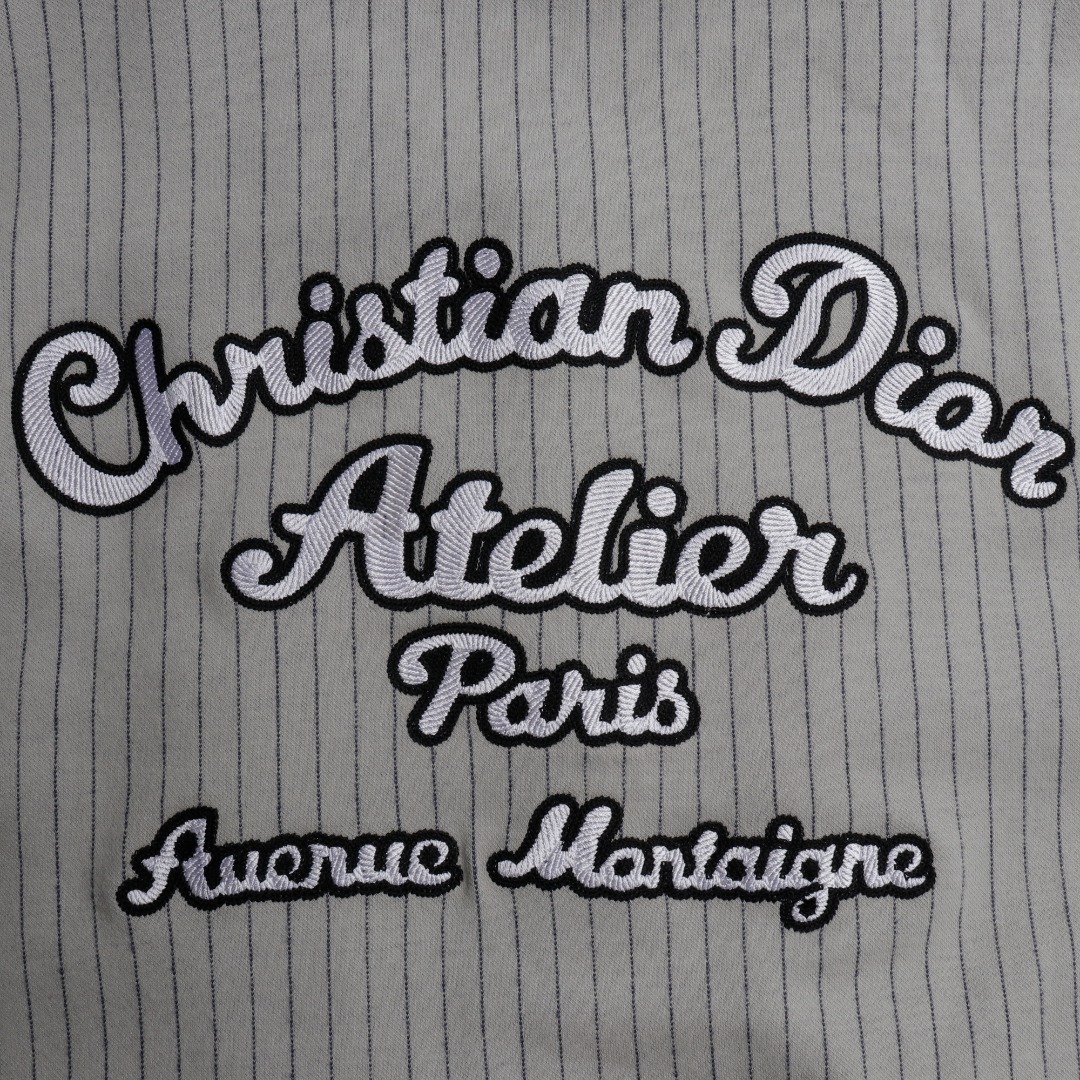 Christian Dior
Atelier
Paris
Avenue Montaigne